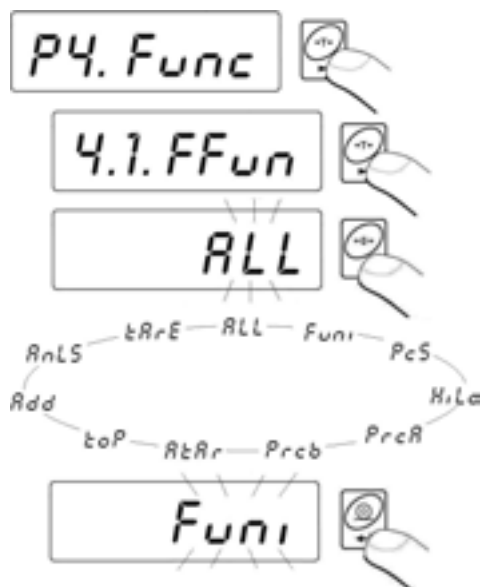 P4. Func
-T-
4.1. FFun
-T-
ALL
tArE ALL Funi
AnLS PcS
Add HiLo
toP AtAr Prcb PrcA
Funi